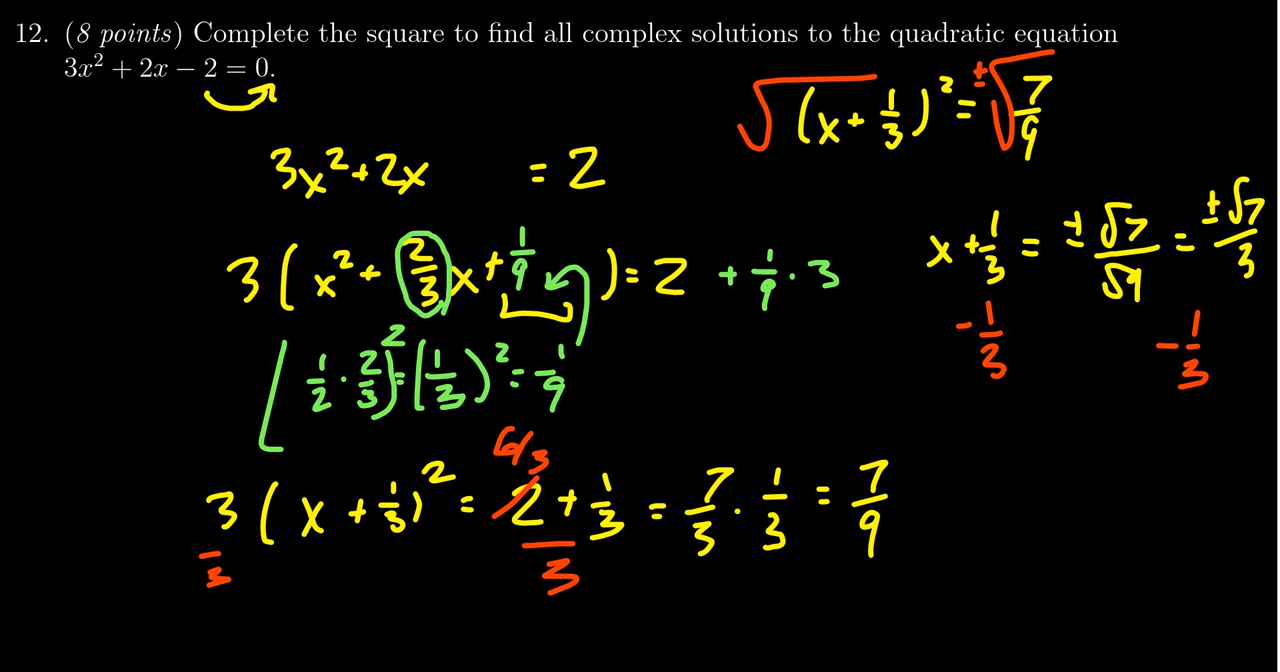 12. (8 points) Complete the square to find all complex solutions to the quadratic equation
3x² + 2x − 2 = 0.
3x² + 2x = 2
3(x² + 2/3 x + 1/9) = 2 + 1/9 · 3
[1/2 · 2/3)² = (1/3)² = 1/9
6/3
3(x + 1/3)² = 2 + 1/3 = 7/3 · 1/3 = 7/9
3 3
√(x + 1/3)² = ±√7/9
x + 1/3 = ±√7/√9 = ±√7/3
−1/3 −1/3